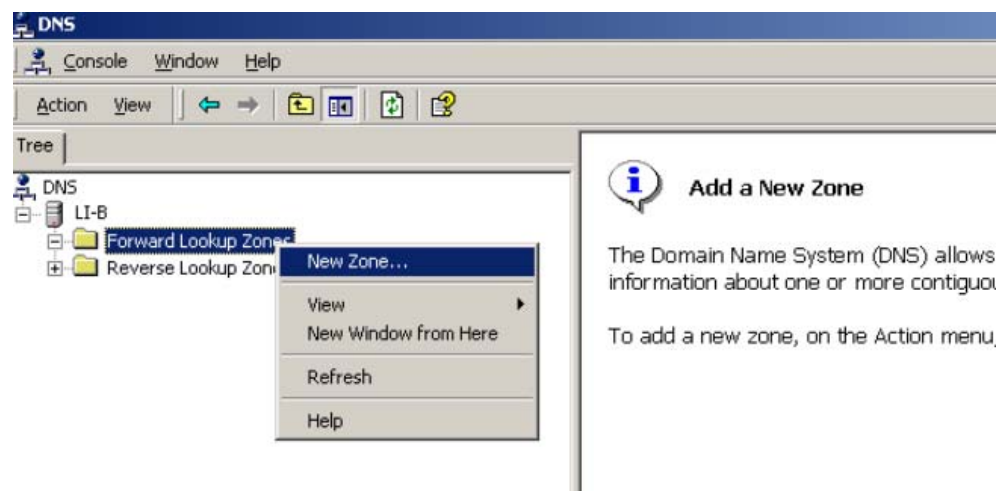 DNS
Console Window Help
Action View
Tree
DNS
LI-B
Forward Lookup Zones
Reverse Lookup Zon
New Zone...
View
New Window from Here
Refresh
Help
Add a New Zone
The Domain Name System (DNS) allows
information about one or more contiguou
To add a new zone, on the Action menu,